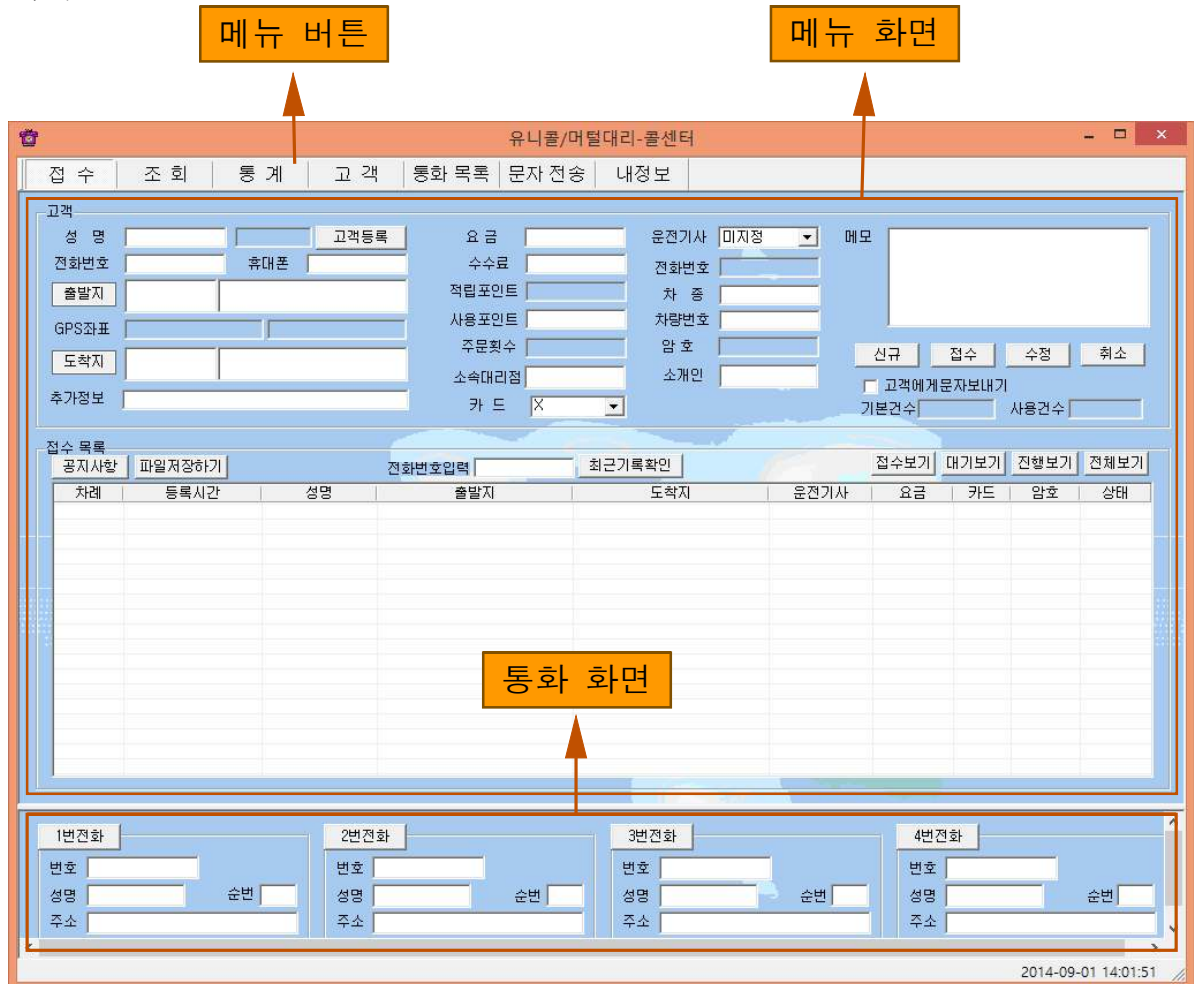 메뉴 버튼
메뉴 화면
유니콜/머털대리-콜센터
접 수 조 회 통 계 고 객 통화 목록 문자 전송 내정보
고객
성 명 고객등록 요 금 운전기사 미지정 메모
전화번호 휴대폰 수수료 전화번호
출발지 적립포인트 차 종
GPS좌표 사용포인트 차량번호
도착지 주문횟수 암 호 신규 접수 수정 취소
소속대리점 소개인 고객에게문자보내기
추가정보 카 드 X 기본건수 사용건수
접수 목록
공지사항 파일저장하기 전화번호입력 최근기록확인 접수보기 대기보기 진행보기 전체보기
차례 등록시간 성명 출발지 도착지 운전기사 요금 카드 암호 상태
통화 화면
1번전화 2번전화 3번전화 4번전화
번호 번호 번호 번호
성명 순번 성명 순번 성명 순번 성명 순번
주소 주소 주소 주소
2014-09-01 14:01:51